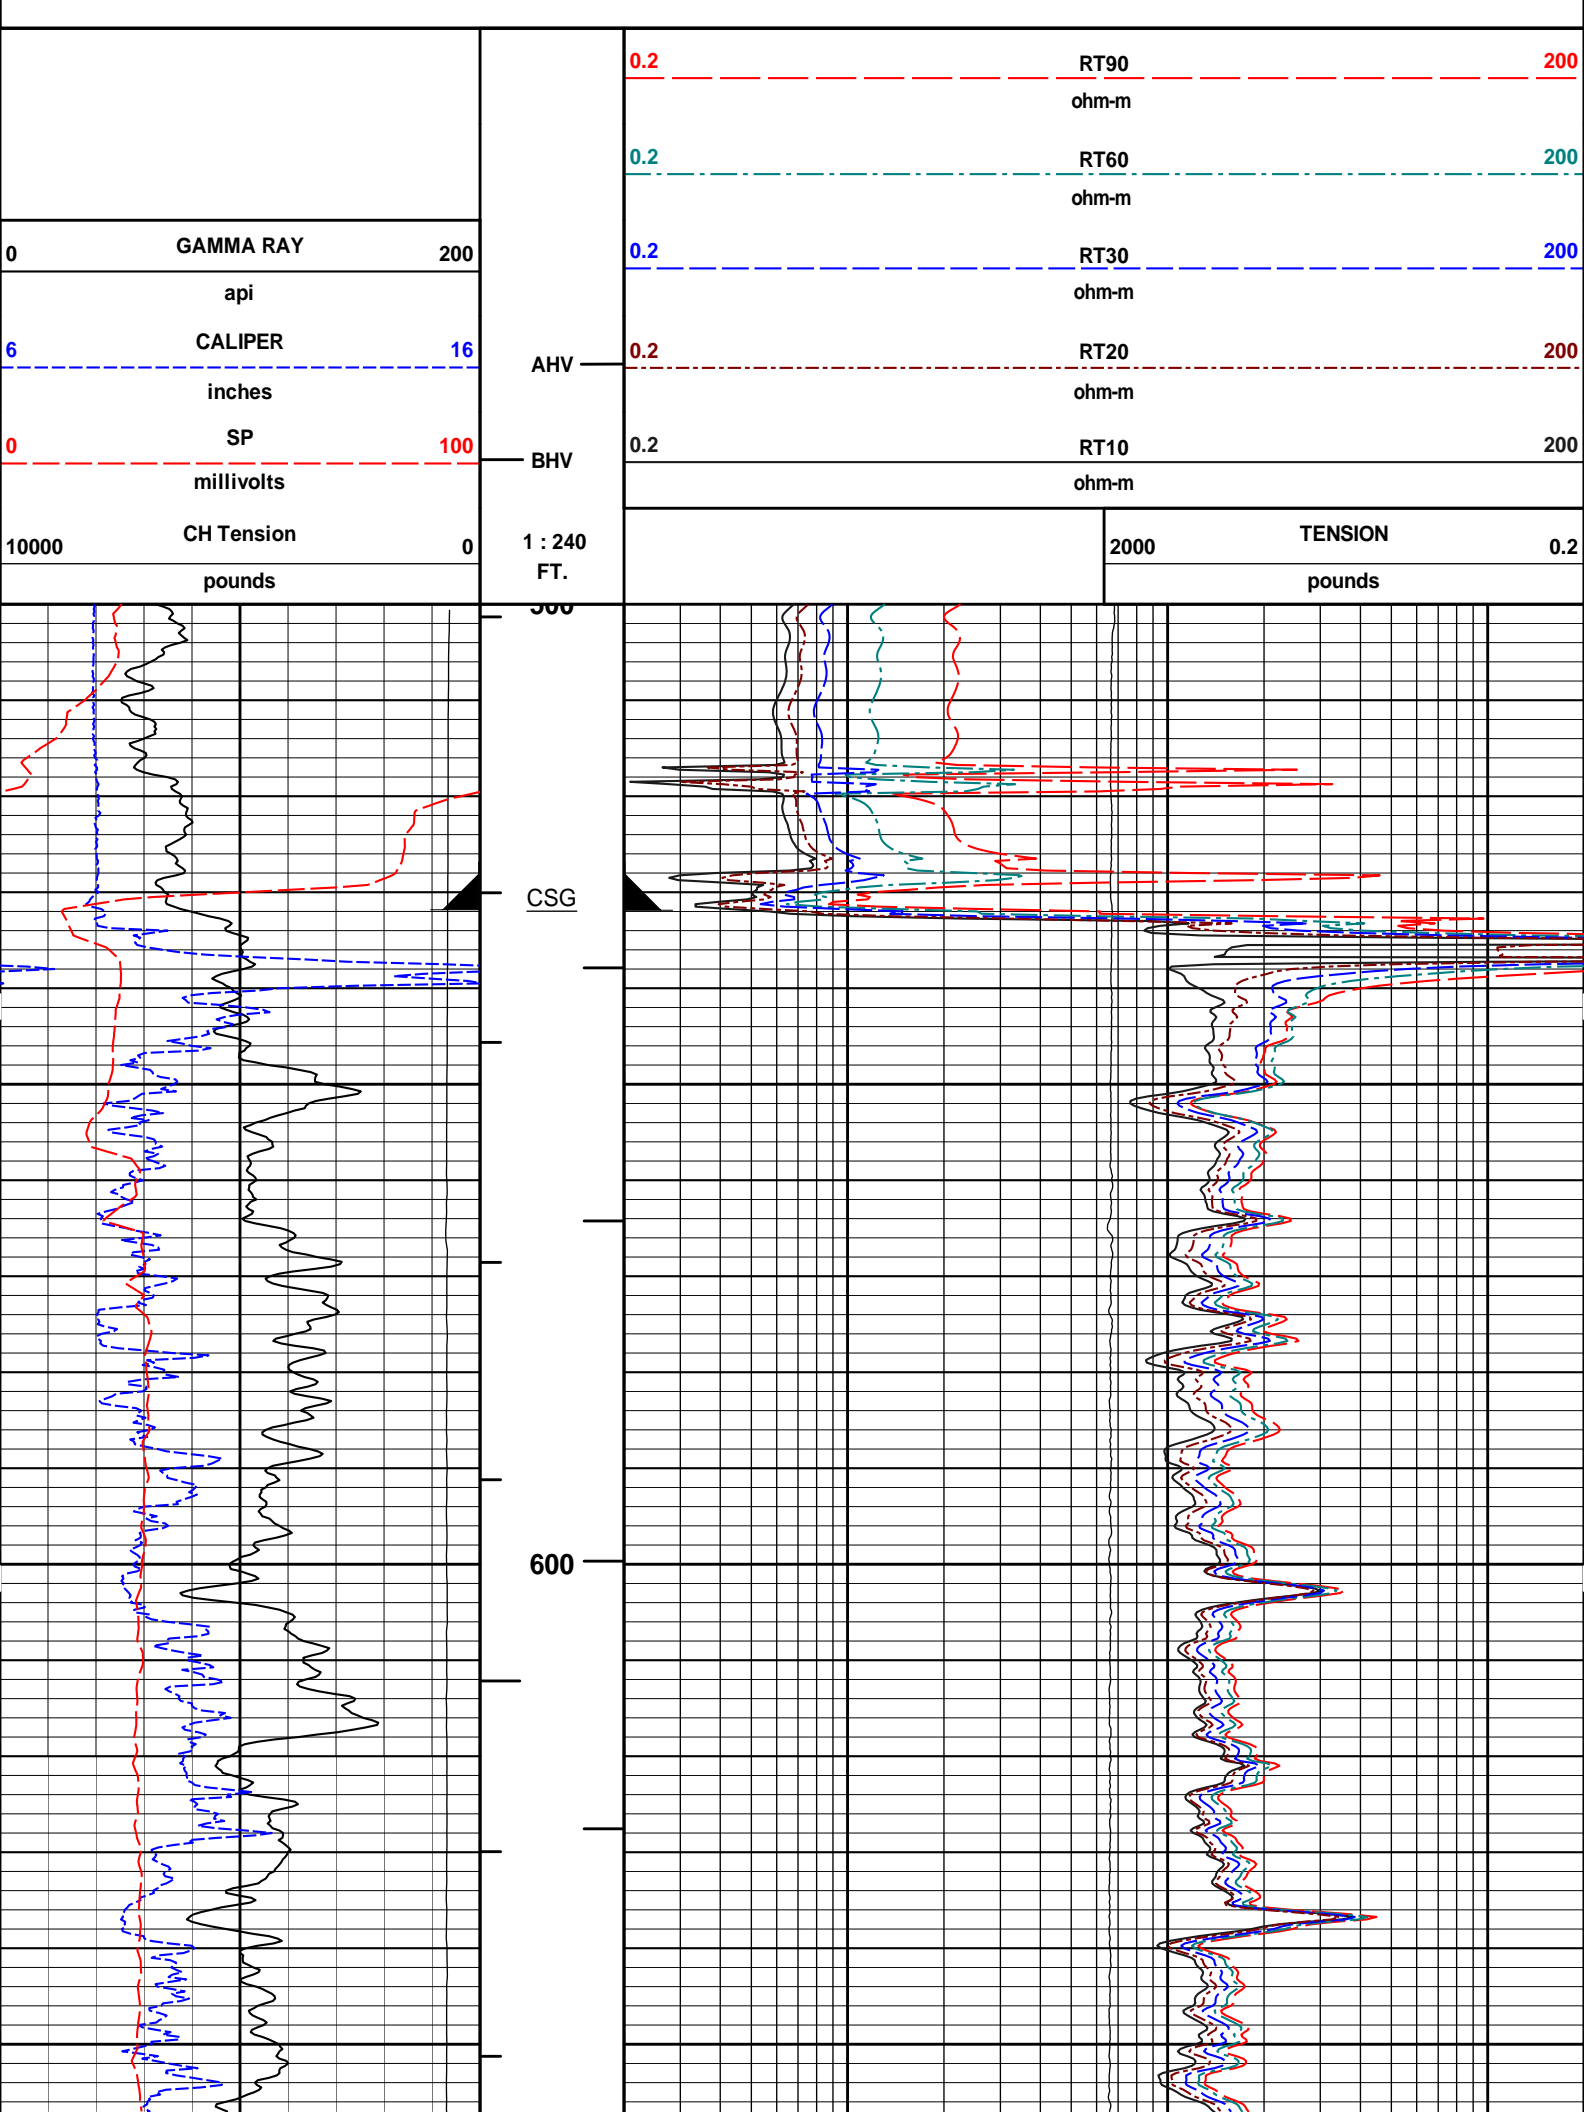 0.2 RT90 200
ohm-m
0.2 RT60 200
ohm-m
0 GAMMA RAY 200
api
0.2 RT30 200
ohm-m
6 CALIPER 16
inches
AHV
0.2 RT20 200
ohm-m
0 SP 100
millivolts
BHV
0.2 RT10 200
ohm-m
10000 CH Tension 0
pounds
1 : 240
FT.
2000 TENSION 0.2
pounds
CSG
600